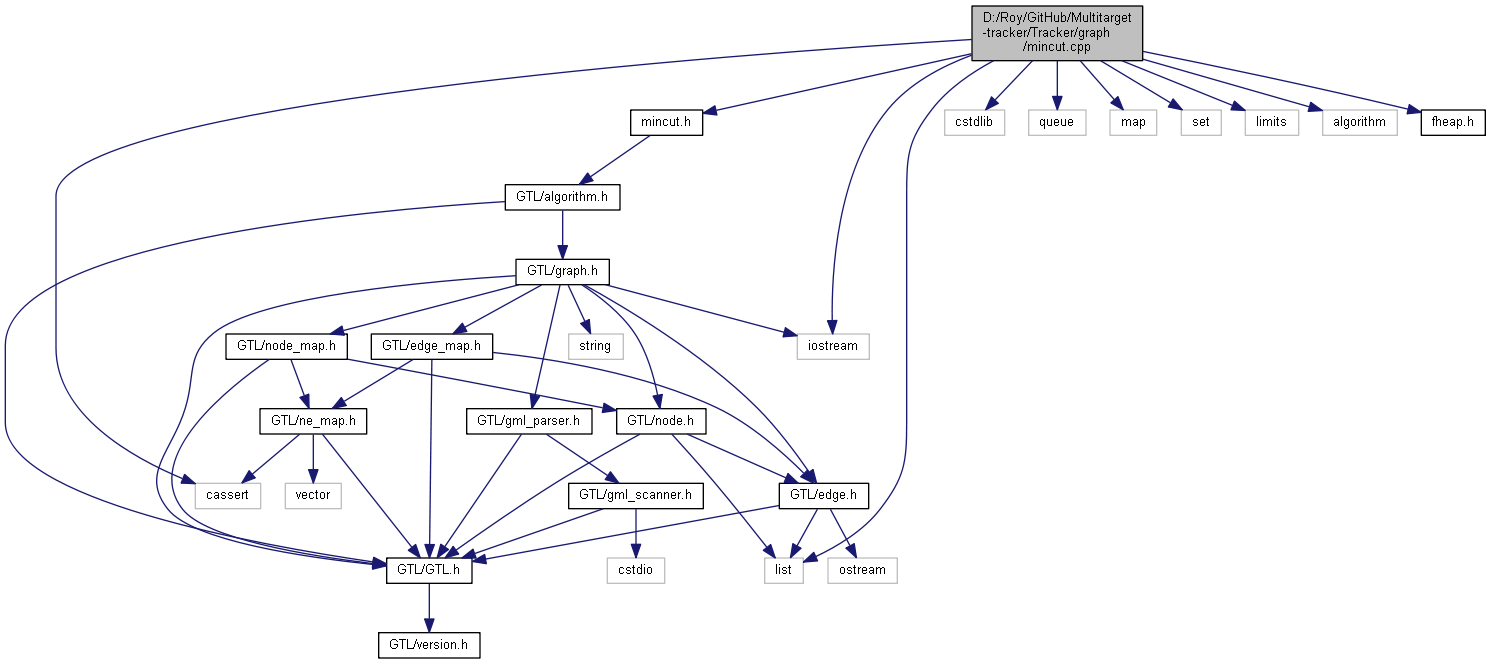 D:/Roy/GitHub/Multitarget
-tracker/Tracker/graph
/mincut.cpp
mincut.h
cstdlib
queue
map
set
limits
algorithm
fheap.h
GTL/algorithm.h
GTL/graph.h
GTL/node_map.h
GTL/edge_map.h
string
iostream
GTL/ne_map.h
GTL/gml_parser.h
GTL/node.h
cassert
vector
GTL/gml_scanner.h
GTL/edge.h
GTL/GTL.h
cstdio
list
ostream
GTL/version.h